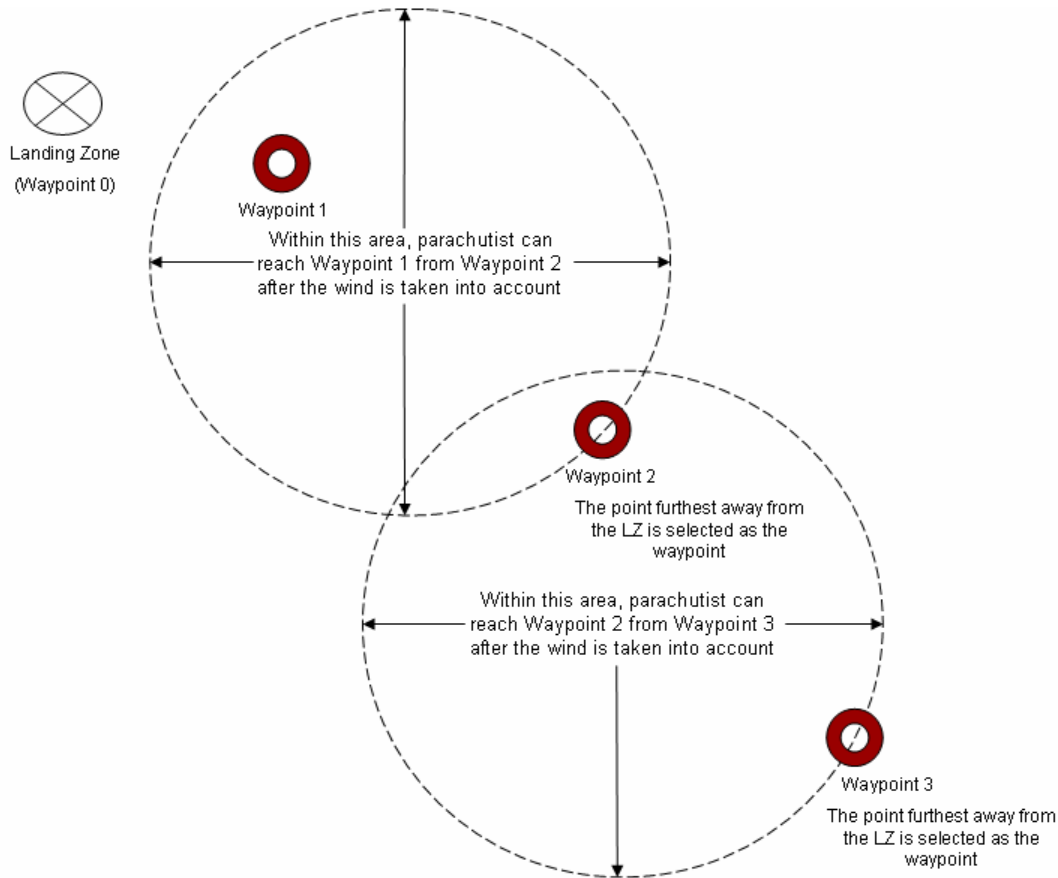 Landing Zone
(Waypoint 0)
Waypoint 1
Within this area, parachutist can
reach Waypoint 1 from Waypoint 2
after the wind is taken into account
Waypoint 2
The point furthest away from
the LZ is selected as the
waypoint
Within this area, parachutist can
reach Waypoint 2 from Waypoint 3
after the wind is taken into account
Waypoint 3
The point furthest away from
the LZ is selected as the
waypoint